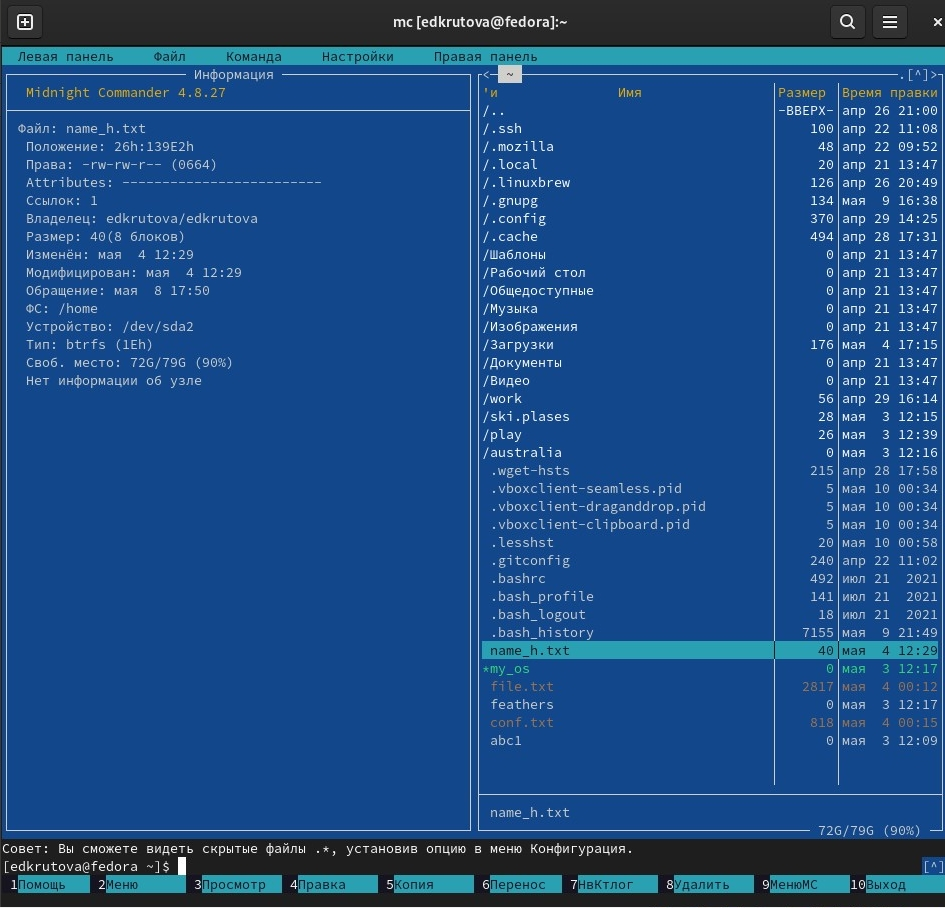 mc [edkrutova@fedora]:~
Левая панель Файл Команда Настройки Правая панель
Информация
Midnight Commander 4.8.27
Файл: name_h.txt
Положение: 26h:139E2h
Права: -rw-rw-r-- (0664)
Attributes: -------------------------
Ссылок: 1
Владелец: edkrutova/edkrutova
Размер: 40(8 блоков)
Изменён: мая 4 12:29
Модифицирован: мая 4 12:29
Обращение: мая 8 17:50
ФС: /home
Устройство: /dev/sda2
Тип: btrfs (1Eh)
Своб. место: 72G/79G (90%)
Нет информации об узле
<- ~ .[^]>
'и Имя Размер Время правки
/.. -ВВЕРХ- апр 26 21:00
/.ssh 100 апр 22 11:08
/.mozilla 48 апр 22 09:52
/.local 20 апр 21 13:47
/.linuxbrew 126 апр 26 20:49
/.gnupg 134 мая 9 16:38
/.config 370 апр 29 14:25
/.cache 494 апр 28 17:31
/Шаблоны 0 апр 21 13:47
/Рабочий стол 0 апр 21 13:47
/Общедоступные 0 апр 21 13:47
/Музыка 0 апр 21 13:47
/Изображения 0 апр 21 13:47
/Загрузки 176 мая 4 17:15
/Документы 0 апр 21 13:47
/Видео 0 апр 21 13:47
/work 56 апр 29 16:14
/ski.plases 28 мая 3 12:15
/play 26 мая 3 12:39
/australia 0 мая 3 12:16
.wget-hsts 215 апр 28 17:58
.vboxclient-seamless.pid 5 мая 10 00:34
.vboxclient-draganddrop.pid 5 мая 10 00:34
.vboxclient-clipboard.pid 5 мая 10 00:34
.lesshst 20 мая 10 00:58
.gitconfig 240 апр 22 11:02
.bashrc 492 июл 21 2021
.bash_profile 141 июл 21 2021
.bash_logout 18 июл 21 2021
.bash_history 7155 мая 9 21:49
name_h.txt 40 мая 4 12:29
*my_os 0 мая 3 12:17
file.txt 2817 мая 4 00:12
feathers 0 мая 3 12:17
conf.txt 818 мая 4 00:15
abc1 0 мая 3 12:09
name_h.txt
72G/79G (90%)
Совет: Вы сможете видеть скрытые файлы .*, установив опцию в меню Конфигурация.
[edkrutova@fedora ~]$ [^]
1Помощь 2Меню 3Просмотр 4Правка 5Копия 6Перенос 7НвКтлог 8Удалить 9МенюМС 10Выход